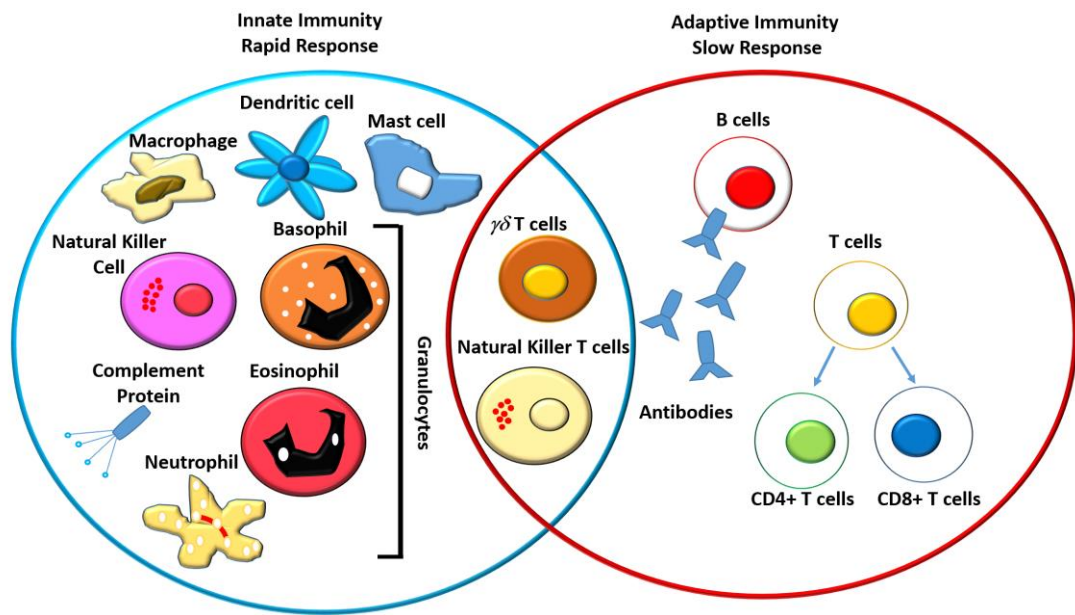 Innate Immunity
Rapid Response
Adaptive Immunity
Slow Response
Dendritic cell
Mast cell
Macrophage
Natural Killer
Cell
Basophil
Complement
Protein
Eosinophil
Neutrophil
Granulocytes
γδ T cells
Natural Killer T cells
B cells
T cells
Antibodies
CD4+ T cells
CD8+ T cells